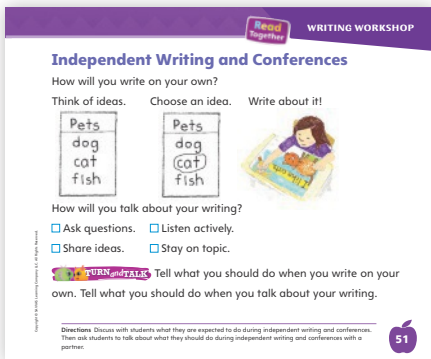 Read
Together
WRITING WORKSHOP
Independent Writing and Conferences
How will you write on your own?
Think of ideas. Choose an idea. Write about it!
Pets
dog
cat
fish
Pets
dog
cat
fish
How will you talk about your writing?
Ask questions. Listen actively.
Share ideas. Stay on topic.
TURN and TALK Tell what you should do when you write on your
own. Tell what you should do when you talk about your writing.
Directions Discuss with students what they are expected to do during independent writing and conferences.
Then ask students to talk about what they should do during independent writing and conferences with a
partner.
51